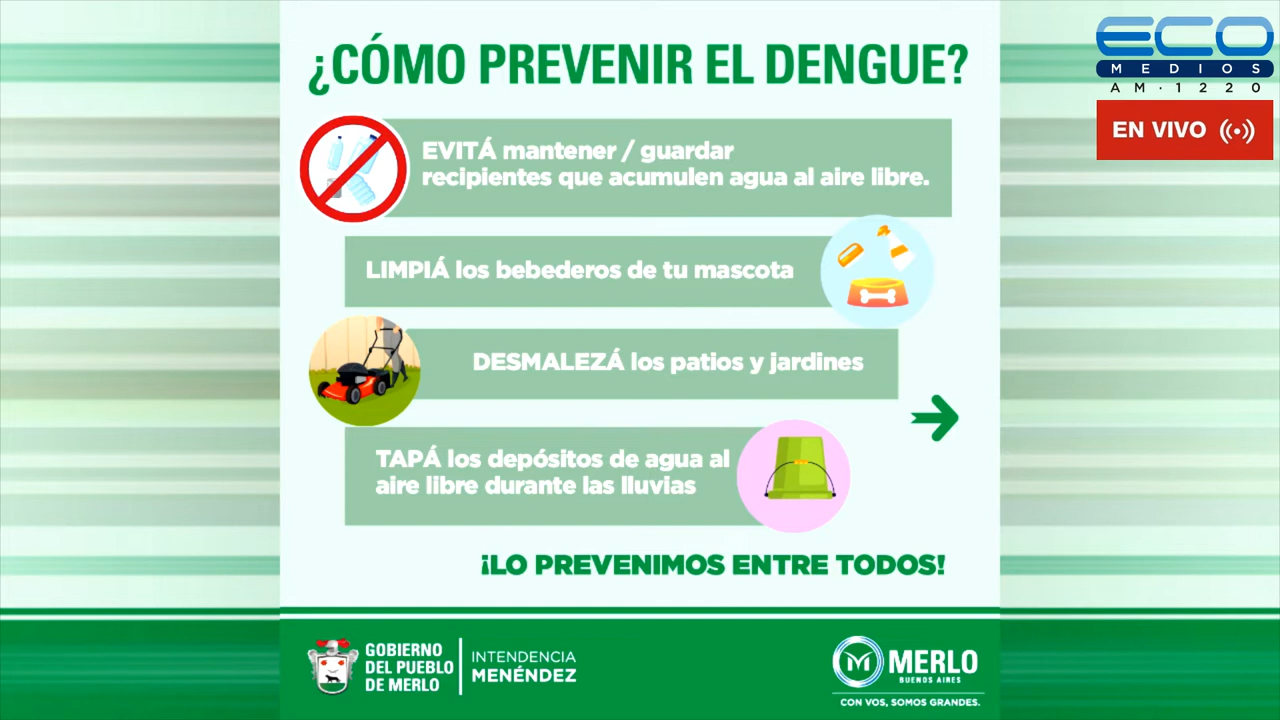 ¿CÓMO PREVENIR EL DENGUE?
ECO
MEDIOS
AM·1220
EN VIVO
EVITÁ mantener / guardar
recipientes que acumulen agua al aire libre.
LIMPIÁ los bebederos de tu mascota
DESMALEZÁ los patios y jardines
TAPÁ los depósitos de agua al
aire libre durante las lluvias
¡LO PREVENIMOS ENTRE TODOS!
GOBIERNO
DEL PUEBLO
DE MERLO
INTENDENCIA
MENÉNDEZ
MERLO
BUENOS AIRES
CON VOS, SOMOS GRANDES.